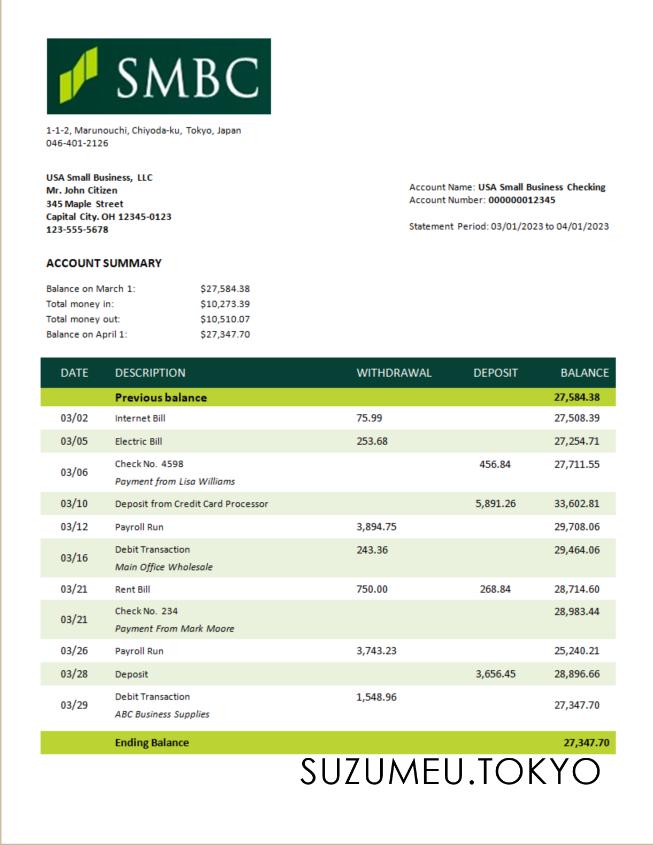 SMBC
1-1-2, Marunouchi, Chiyoda-ku, Tokyo, Japan
046-401-2126
USA Small Business, LLC
Mr. John Citizen
345 Maple Street
Capital City. OH 12345-0123
123-555-5678
Account Name: USA Small Business Checking
Account Number: 000000012345
Statement Period: 03/01/2023 to 04/01/2023
ACCOUNT SUMMARY
Balance on March 1: $27,584.38
Total money in: $10,273.39
Total money out: $10,510.07
Balance on April 1: $27,347.70
DATE DESCRIPTION WITHDRAWAL DEPOSIT BALANCE
Previous balance 27,584.38
03/02 Internet Bill 75.99 27,508.39
03/05 Electric Bill 253.68 27,254.71
03/06 Check No. 4598 456.84 27,711.55
Payment from Lisa Williams
03/10 Deposit from Credit Card Processor 5,891.26 33,602.81
03/12 Payroll Run 3,894.75 29,708.06
03/16 Debit Transaction 243.36 29,464.06
Main Office Wholesale
03/21 Rent Bill 750.00 268.84 28,714.60
03/21 Check No. 234 28,983.44
Payment From Mark Moore
03/26 Payroll Run 3,743.23 25,240.21
03/28 Deposit 3,656.45 28,896.66
03/29 Debit Transaction 1,548.96 27,347.70
ABC Business Supplies
Ending Balance 27,347.70
SUZUMEU.TOKYO